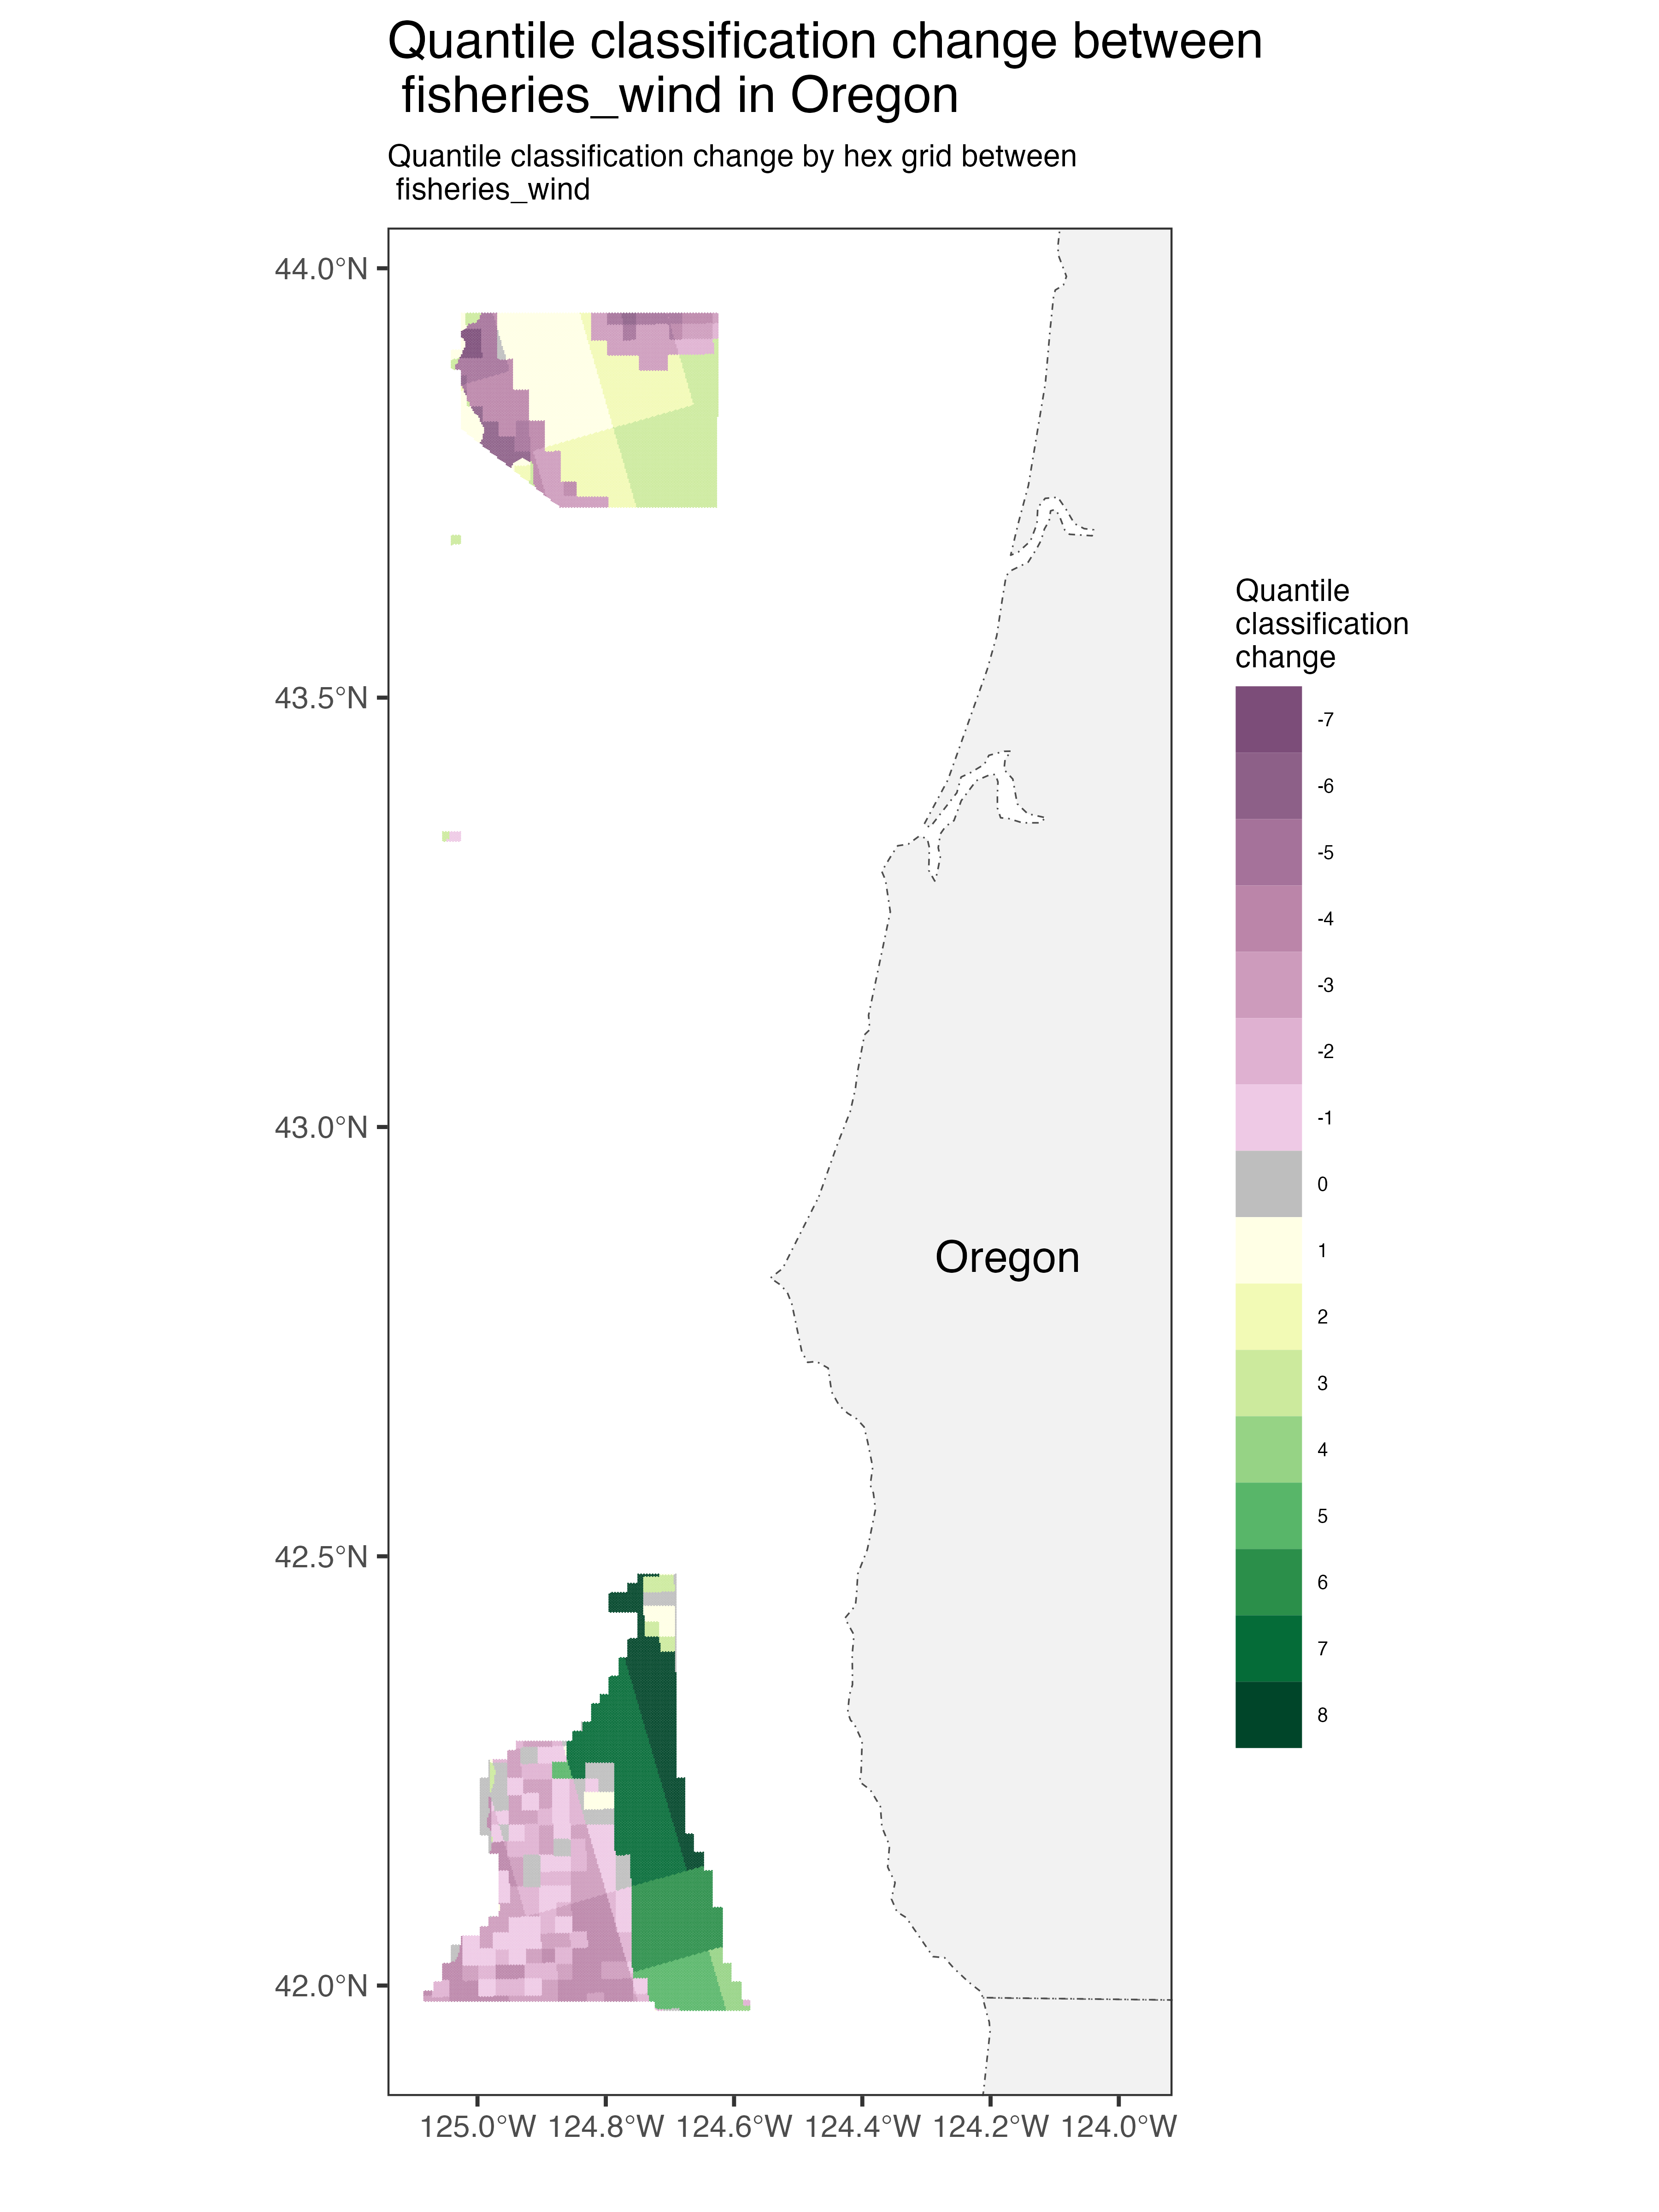 Quantile classification change between
fisheries_wind in Oregon
Quantile classification change by hex grid between
fisheries_wind
44.0°N
43.5°N
43.0°N
42.5°N
42.0°N
125.0°W 124.8°W 124.6°W 124.4°W 124.2°W 124.0°W
Oregon
Quantile
classification
change
-7
-6
-5
-4
-3
-2
-1
0
1
2
3
4
5
6
7
8